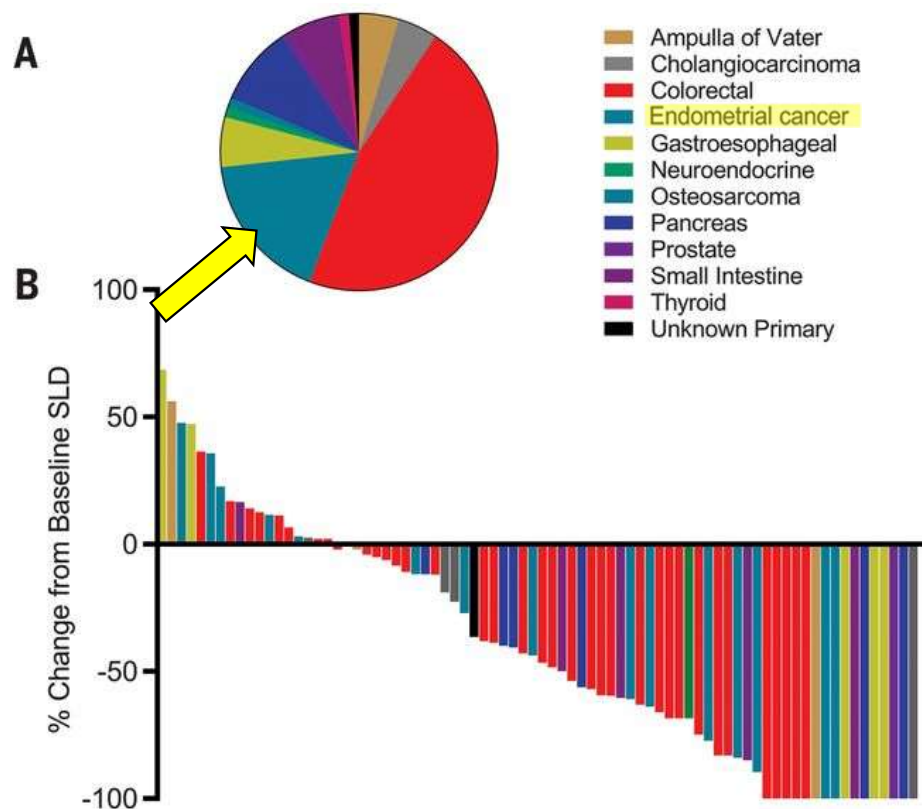 A
Ampulla of Vater
Cholangiocarcinoma
Colorectal
Endometrial cancer
Gastroesophageal
Neuroendocrine
Osteosarcoma
Pancreas
Prostate
Small Intestine
Thyroid
Unknown Primary
B
% Change from Baseline SLD
100
50
0
-50
-100